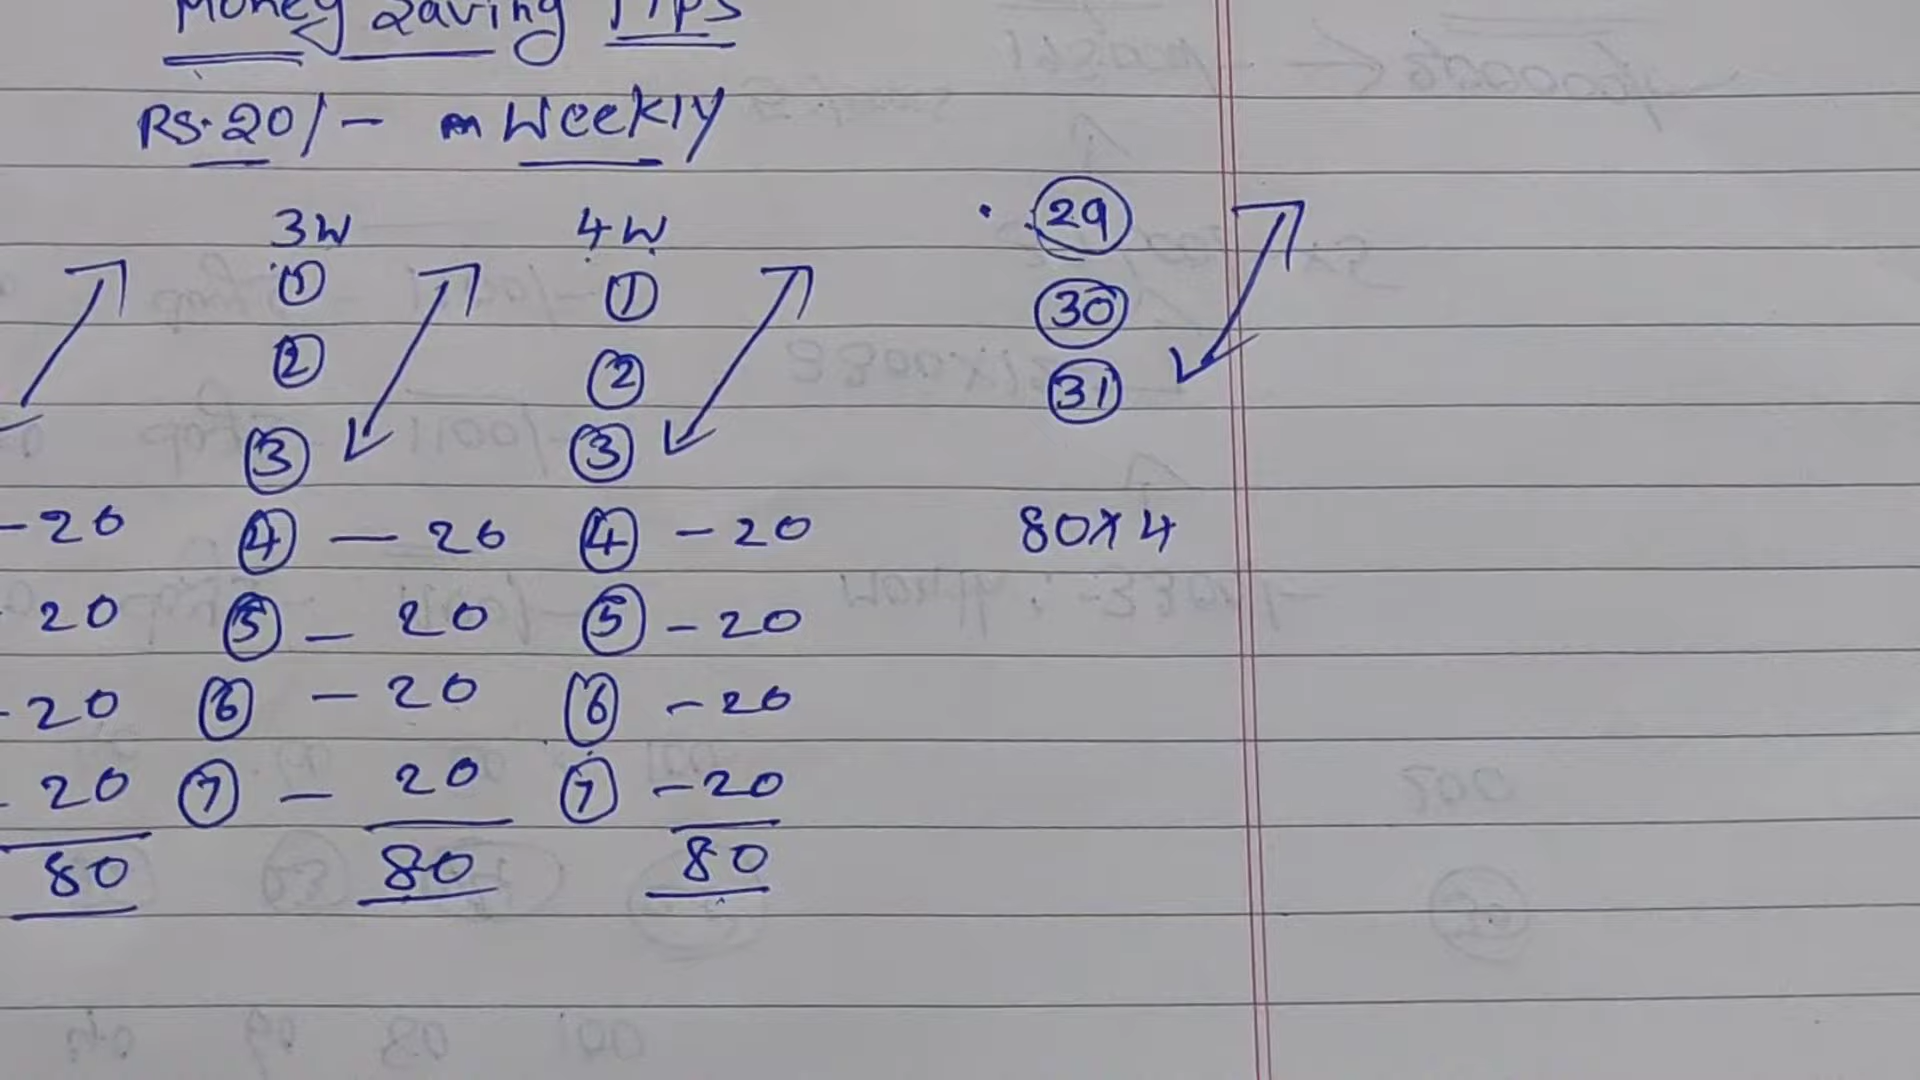 Money Saving Tips
RS.20/- Weekly
3W 4W 29
1 1 30
2 2 31
3 3
-20 4 - 20 4 - 20 80x4
20 5 - 20 5 - 20
-20 6 - 20 6 - 20
- 20 7 - 20 7 - 20
80 80 80